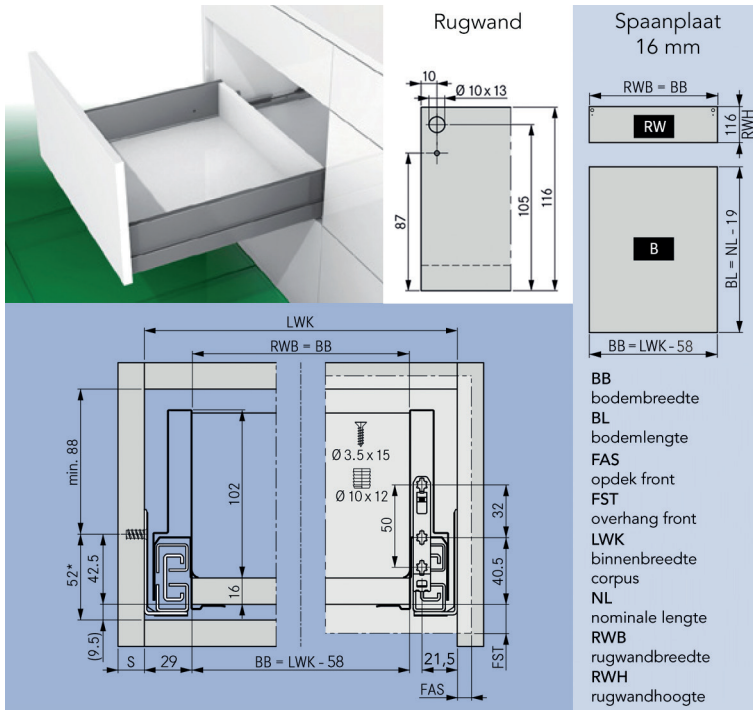 Rugwand
10
Ø 10 x 13
87
105
116
Spaanplaat
16 mm
RWB = BB
RW
116
RWH
B
BL = NL - 19
BB = LWK - 58
LWK
RWB = BB
min. 88
52*
42.5
(9.5)
102
16
Ø 3.5 x 15
Ø 10 x 12
50
32
40.5
FST
S
29
BB = LWK - 58
21,5
FAS
BB
bodembreedte
BL
bodemlengte
FAS
opdek front
FST
overhang front
LWK
binnenbreedte
corpus
NL
nominale lengte
RWB
rugwandbreedte
RWH
rugwandhoogte